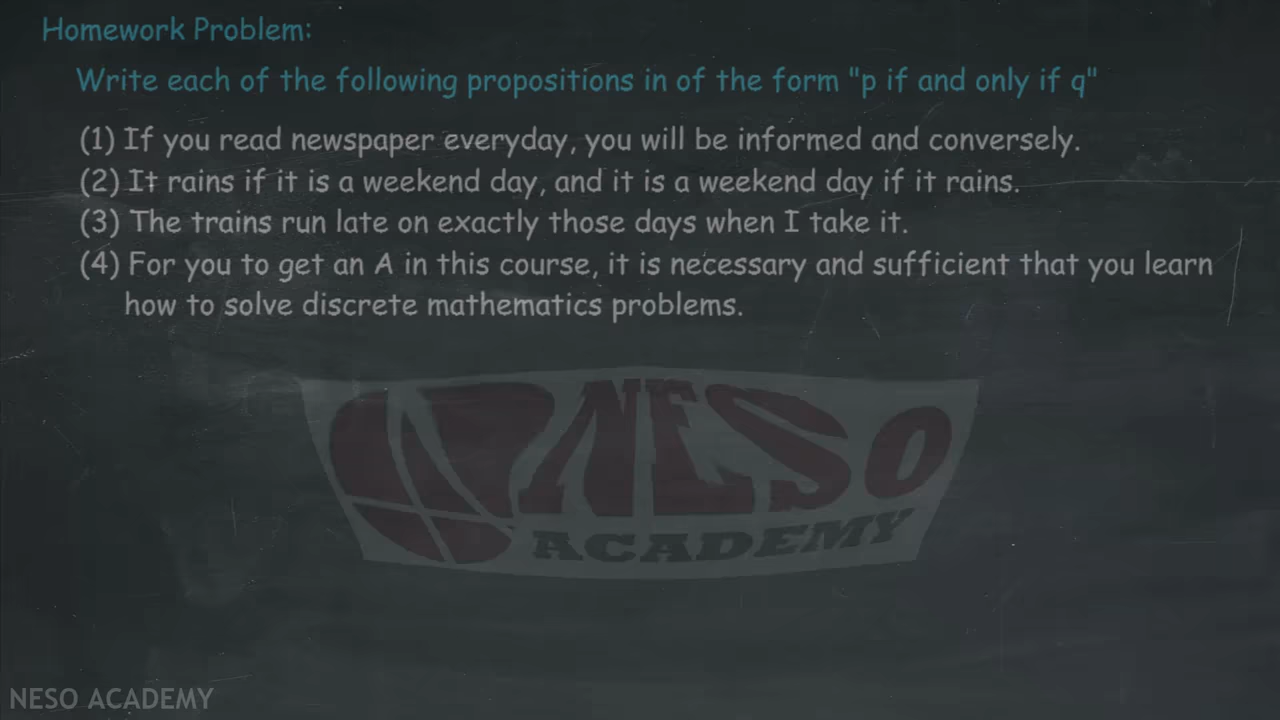 Homework Problem:
Write each of the following propositions in of the form "p if and only if q"
(1) If you read newspaper everyday, you will be informed and conversely.
(2) It rains if it is a weekend day, and it is a weekend day if it rains.
(3) The trains run late on exactly those days when I take it.
(4) For you to get an A in this course, it is necessary and sufficient that you learn
how to solve discrete mathematics problems.
NESO
ACADEMY
NESO ACADEMY